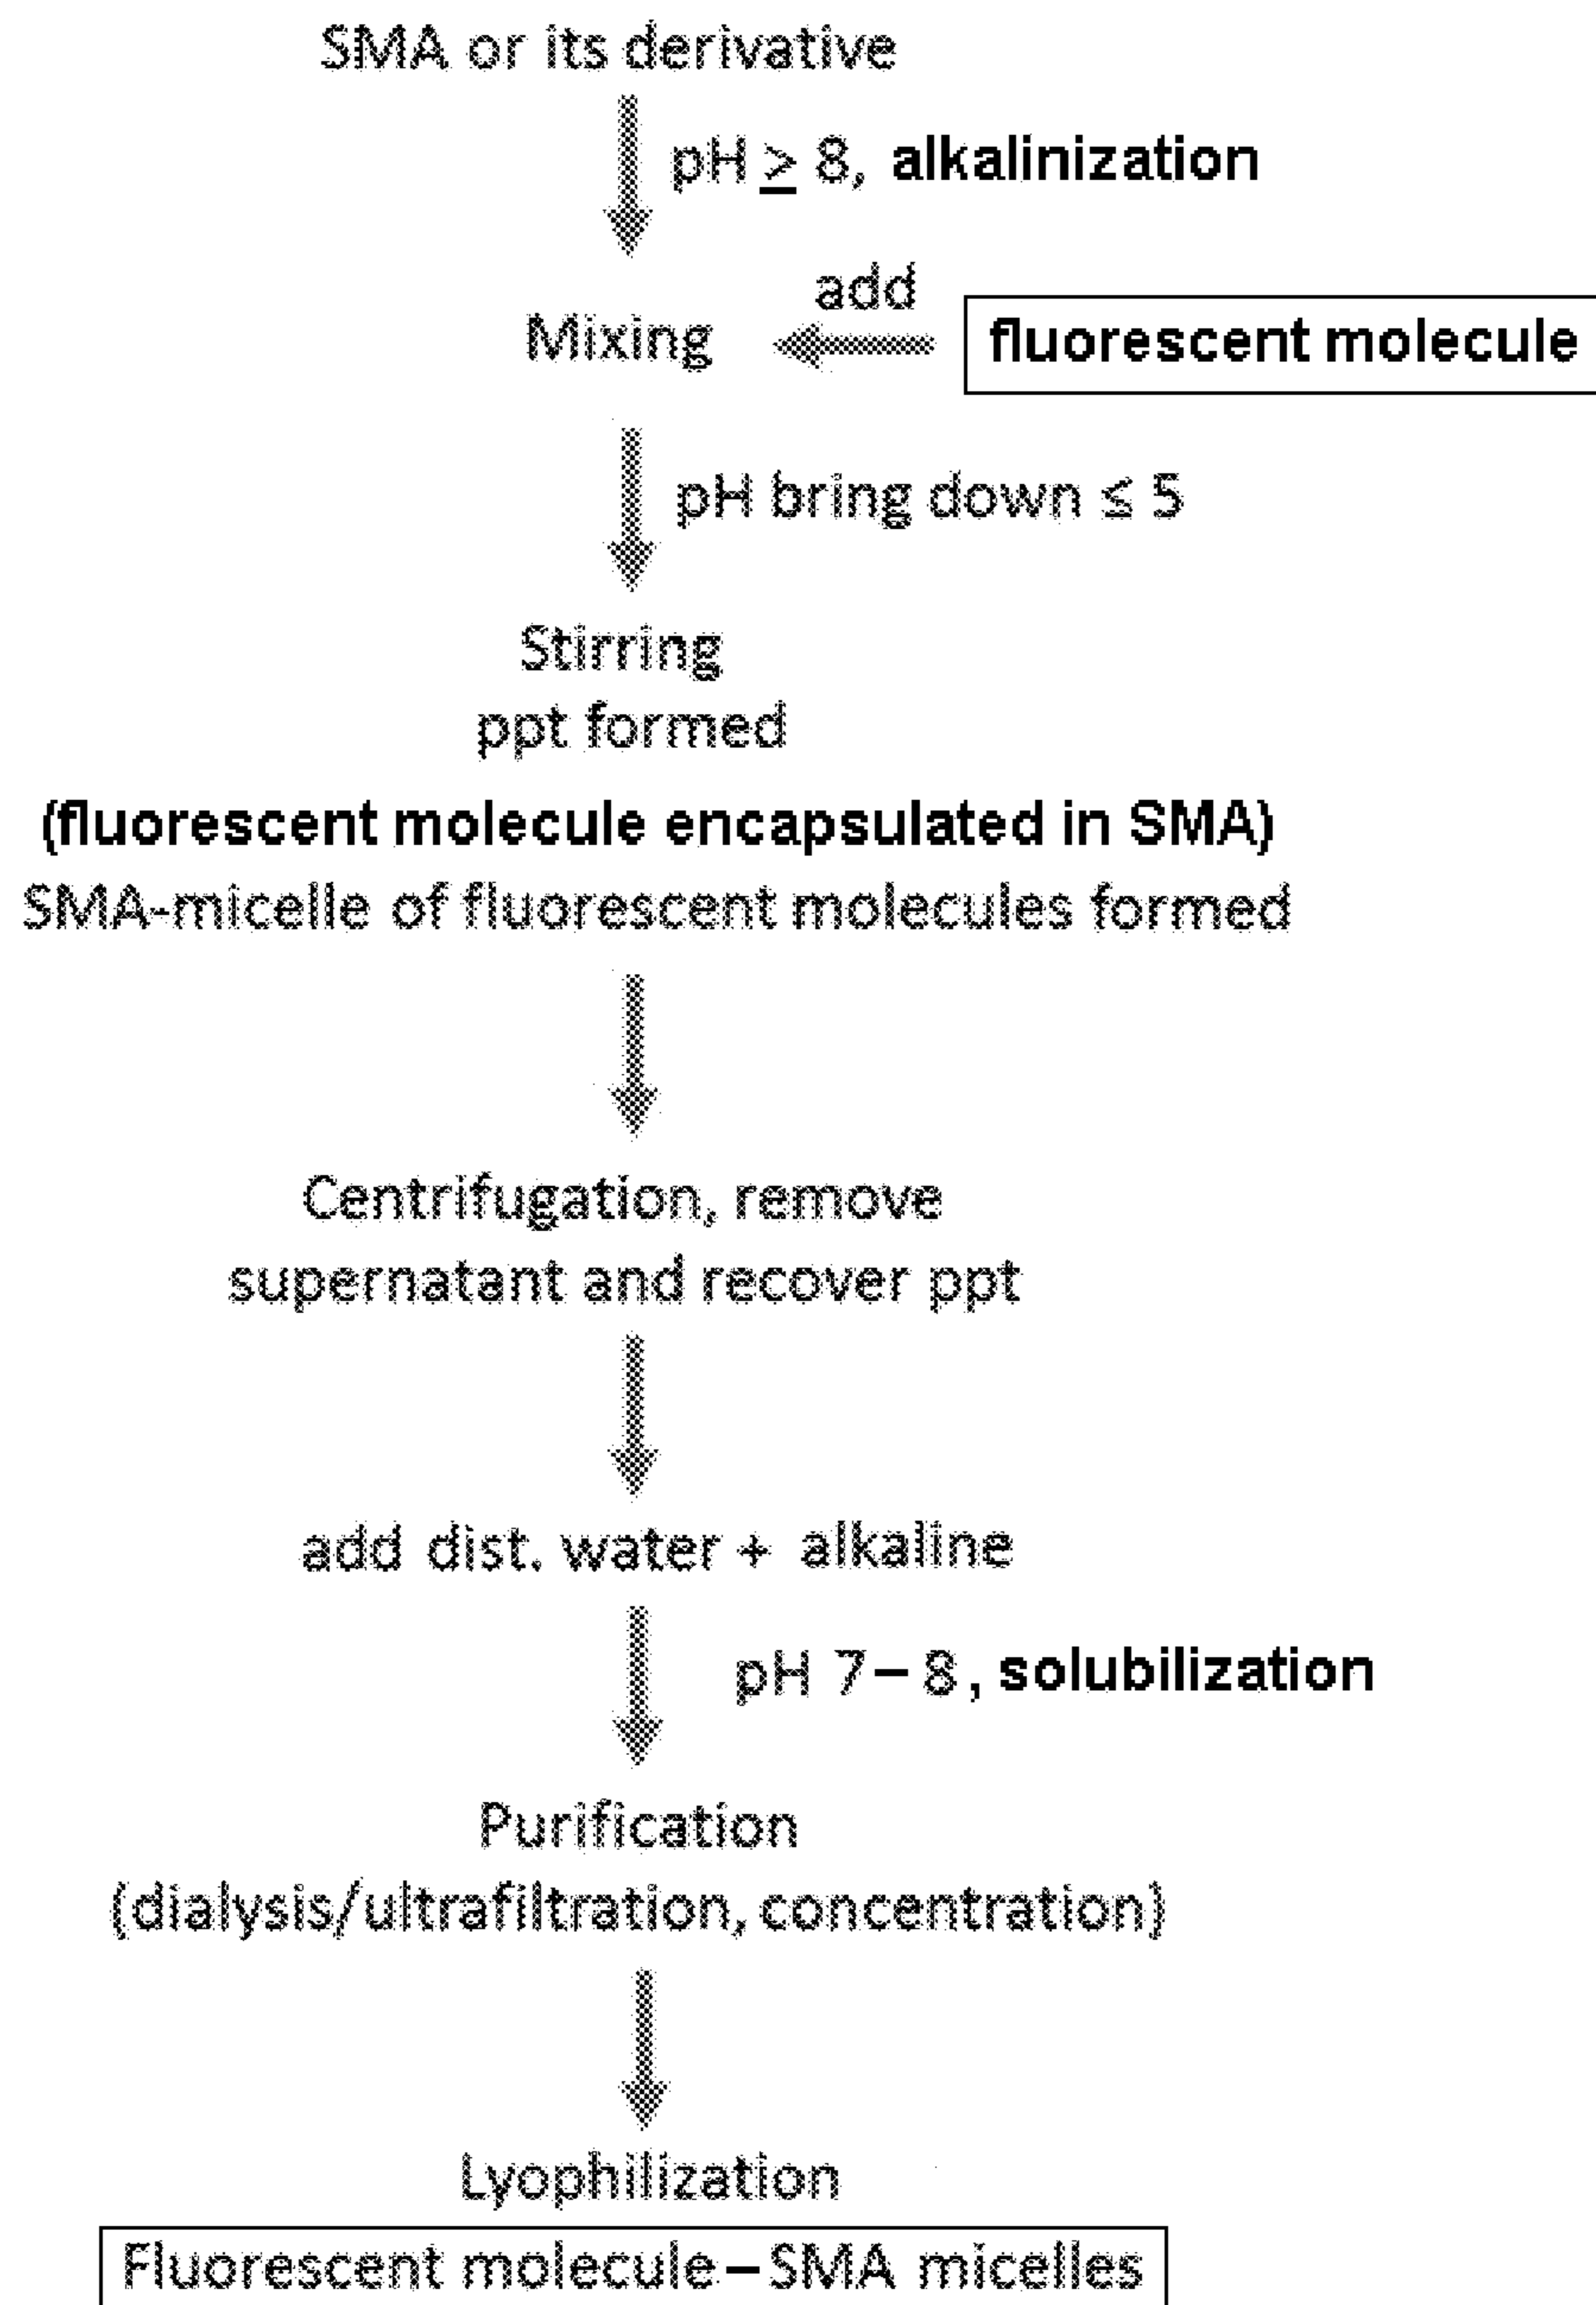 SMA or its derivative
pH ≥ 8, alkalinization
add
Mixing
fluorescent molecule
pH bring down ≤ 5
Stirring
ppt formed
(fluorescent molecule encapsulated in SMA)
SMA-micelle of fluorescent molecules formed
Centrifugation, remove
supernatant and recover ppt
add dist. water + alkaline
pH 7 – 8, solubilization
Purification
(dialysis/ultrafiltration, concentration)
Lyophilization
Fluorescent molecule – SMA micelles